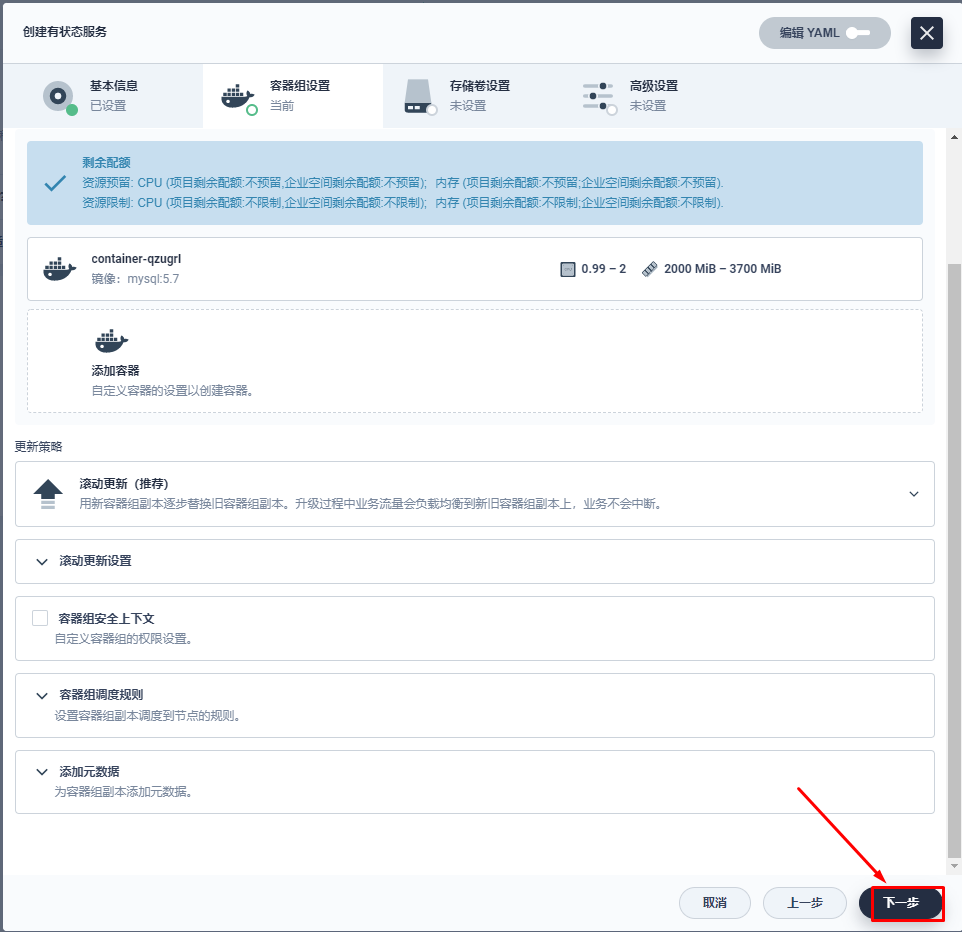 创建有状态服务
编辑 YAML
基本信息
已设置
容器组设置
当前
存储卷设置
未设置
高级设置
未设置
剩余配额
资源预留: CPU (项目剩余配额:不预留,企业空间剩余配额:不预留); 内存 (项目剩余配额:不预留;企业空间剩余配额:不预留).
资源限制: CPU (项目剩余配额:不限制,企业空间剩余配额:不限制); 内存 (项目剩余配额:不限制;企业空间剩余配额:不限制).
container-qzugrl
镜像：mysql:5.7
0.99 – 2
2000 MiB – 3700 MiB
添加容器
自定义容器的设置以创建容器。
更新策略
滚动更新（推荐）
用新容器组副本逐步替换旧容器组副本。升级过程中业务流量会负载均衡到新旧容器组副本上，业务不会中断。
滚动更新设置
容器组安全上下文
自定义容器组的权限设置。
容器组调度规则
设置容器组副本调度到节点的规则。
添加元数据
为容器组副本添加元数据。
取消
上一步
下一步